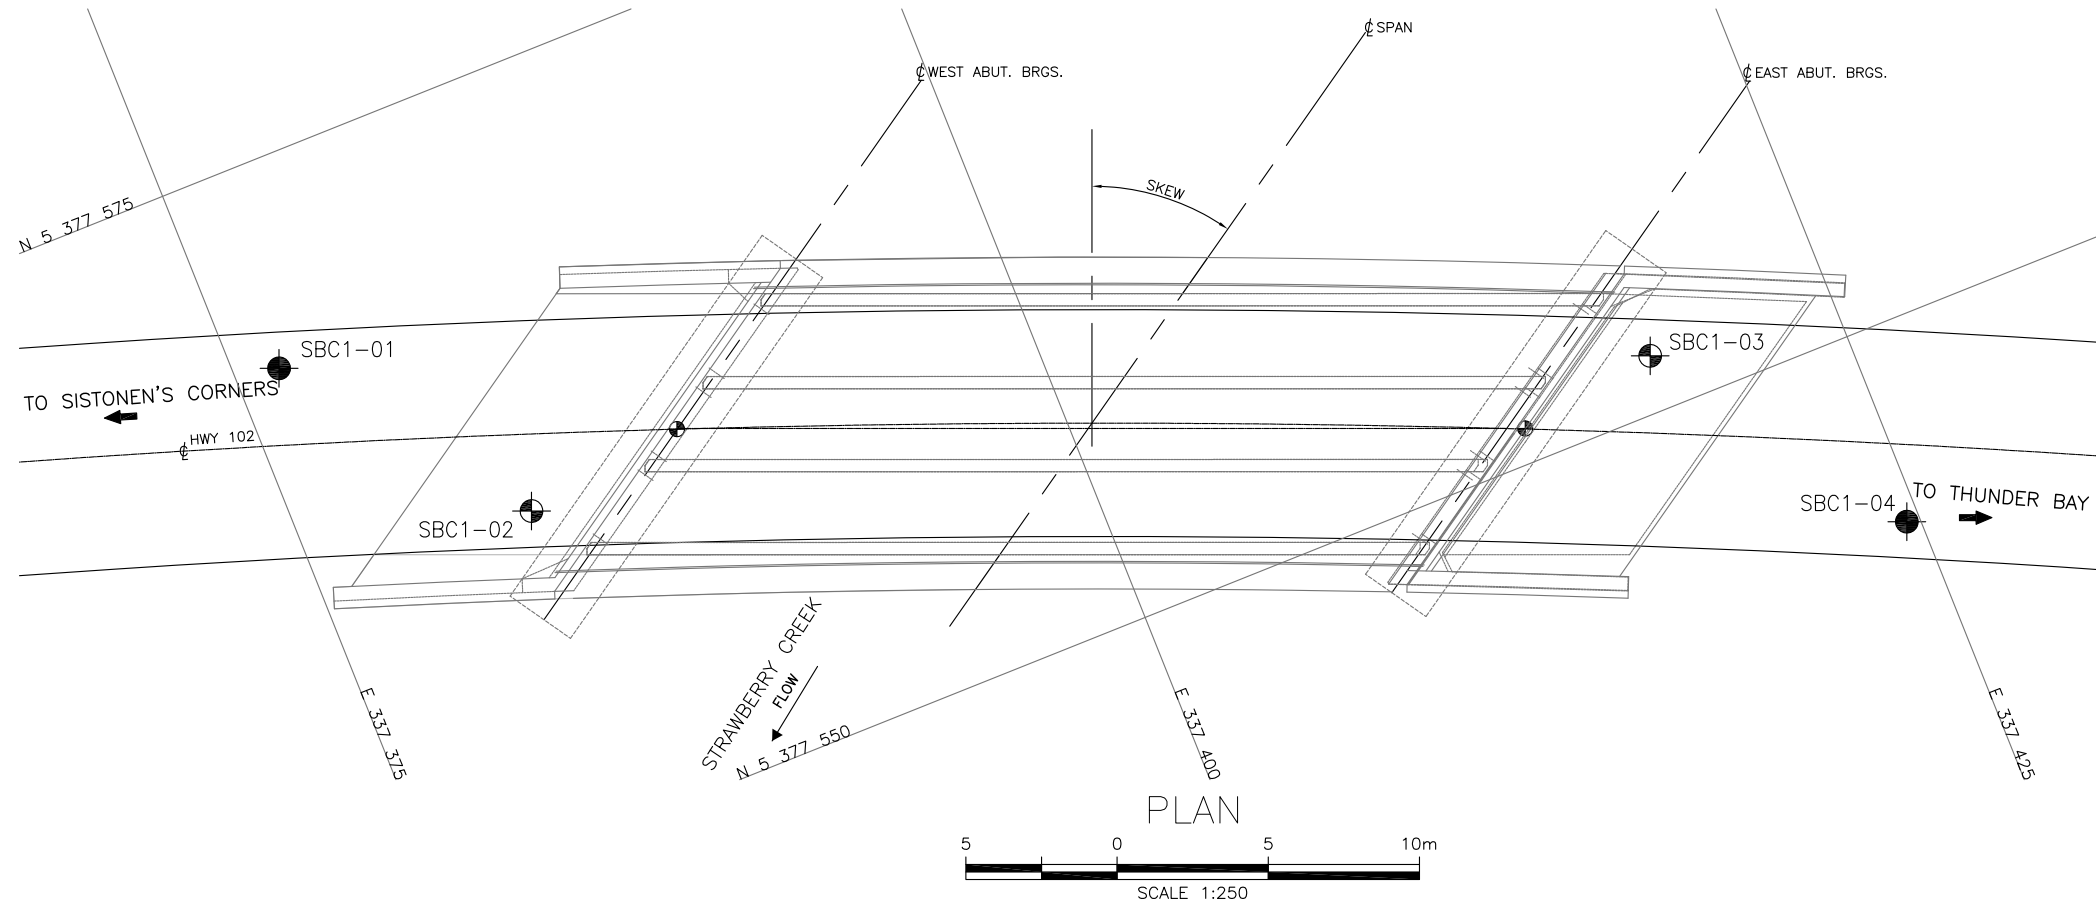 ℄ SPAN
℄ WEST ABUT. BRGS.
℄ EAST ABUT. BRGS.
SKEW
N 5 377 575
SBC1-01
SBC1-03
TO SISTONEN'S CORNERS
℄ HWY 102
SBC1-02
SBC1-04
TO THUNDER BAY
STRAWBERRY CREEK
FLOW
N 5 377 550
E 337 375
E 337 400
E 337 425
PLAN
5 0 5 10m
SCALE 1:250